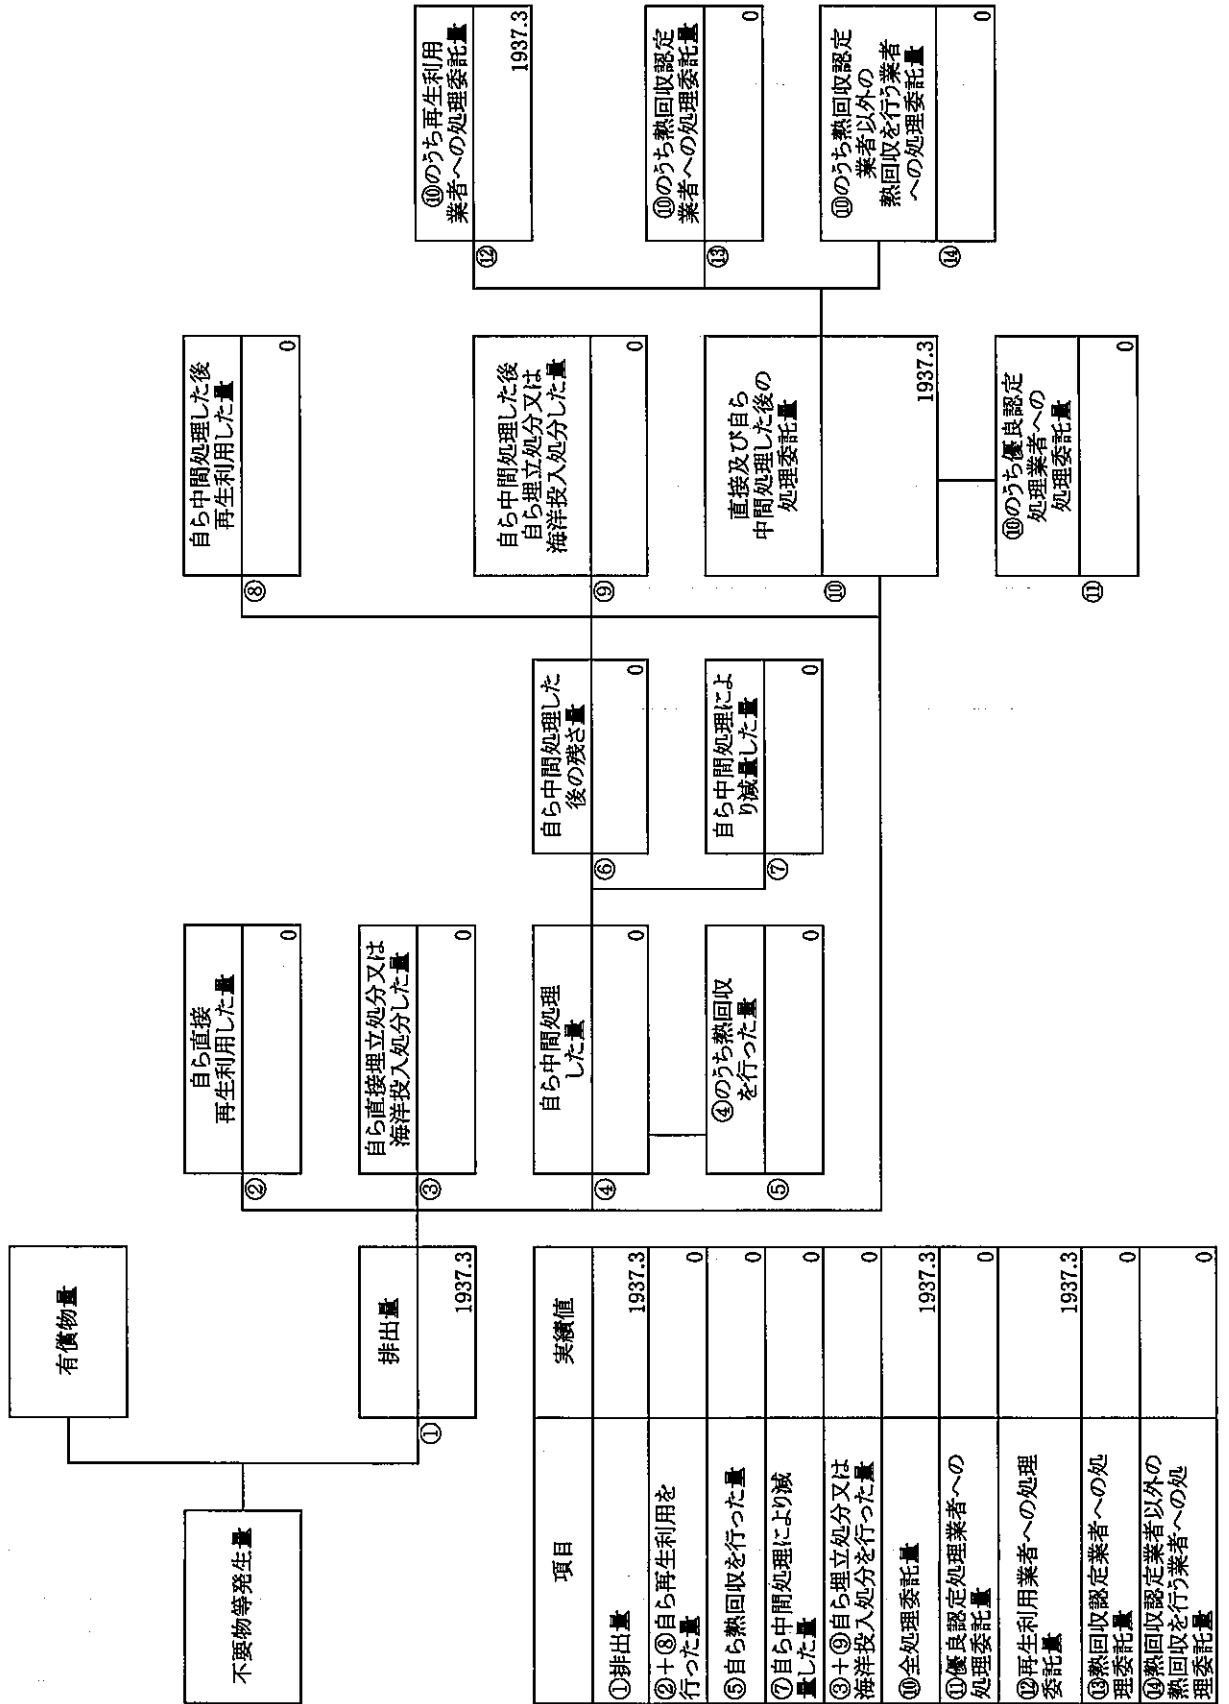 不要物等発生量
有償物量
①
排出量
1937.3
②
自ら直接
再生利用した量
0
③
自ら直接埋立処分又は
海洋投入処分した量
0
④
自ら中間処理
した量
0
⑤
④のうち熱回収
を行った量
0
⑥
自ら中間処理した
後の残さ量
0
⑦
自ら中間処理によ
り減量した量
0
⑧
自ら中間処理した後
再生利用した量
0
⑨
自ら中間処理した後
自ら埋立処分又は
海洋投入処分した量
0
⑩
直接及び自ら
中間処理した後の
処理委託量
1937.3
⑪
⑩のうち優良認定
処理業者への
処理委託量
0
⑫
⑩のうち再生利用
業者への処理委託量
1937.3
⑬
⑩のうち熱回収認定
業者への処理委託量
0
⑭
⑩のうち熱回収認定
業者以外の
熱回収を行う業者
への処理委託量
0
項目 実績値
①排出量 1937.3
②+⑧自ら再生利用を
行った量 0
⑤自ら熱回収を行った量 0
⑦自ら中間処理により減
量した量 0
③+⑨自ら埋立処分又は
海洋投入処分を行った量 0
⑩全処理委託量 1937.3
⑪優良認定処理業者への
処理委託量 0
⑫再生利用業者への処理
委託量 1937.3
⑬熱回収認定業者への処
理委託量 0
⑭熱回収認定業者以外の
熱回収を行う業者への処
理委託量 0